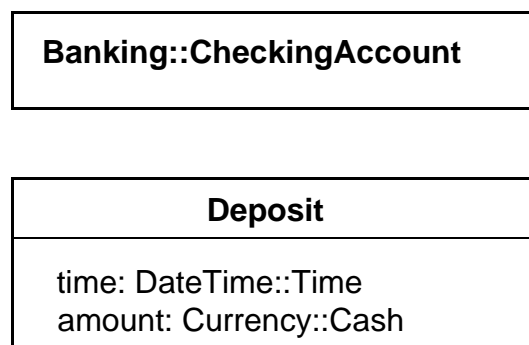 Banking::CheckingAccount
Deposit
time: DateTime::Time
amount: Currency::Cash